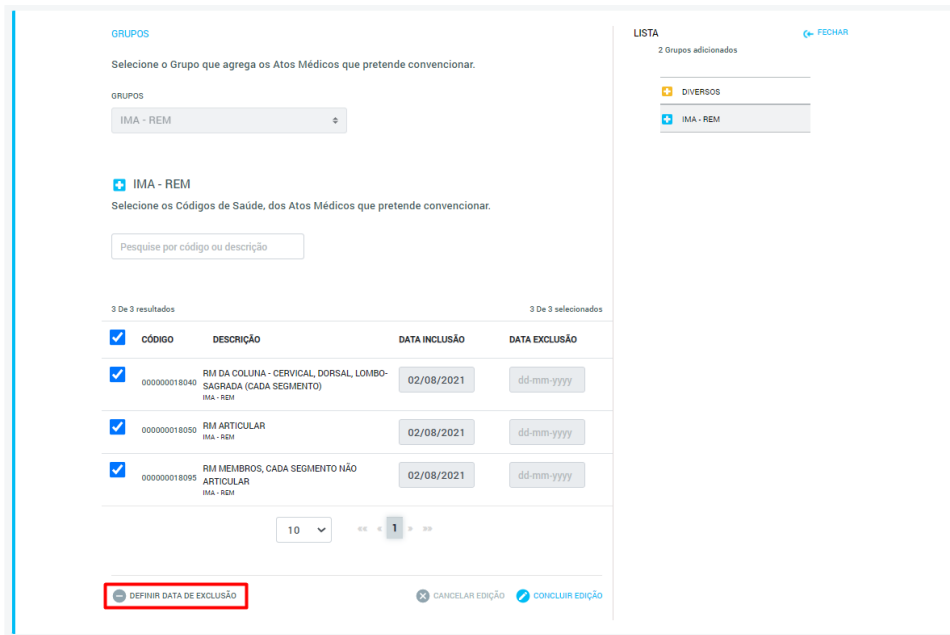 GRUPOS
Selecione o Grupo que agrega os Atos Médicos que pretende convencionar.
GRUPOS
IMA - REM
IMA - REM
Selecione os Códigos de Saúde, dos Atos Médicos que pretende convencionar.
Pesquise por código ou descrição
3 De 3 resultados
3 De 3 selecionados
CÓDIGO DESCRIÇÃO DATA INCLUSÃO DATA EXCLUSÃO
000000018040 RM DA COLUNA - CERVICAL, DORSAL, LOMBO-
SAGRADA (CADA SEGMENTO)
IMA - REM
02/08/2021 dd-mm-yyyy
000000018050 RM ARTICULAR
IMA - REM
02/08/2021 dd-mm-yyyy
000000018095 RM MEMBROS, CADA SEGMENTO NÃO
ARTICULAR
IMA - REM
02/08/2021 dd-mm-yyyy
10 «« « 1 » »»
DEFINIR DATA DE EXCLUSÃO
CANCELAR EDIÇÃO
CONCLUIR EDIÇÃO
LISTA
FECHAR
2 Grupos adicionados
DIVERSOS
IMA - REM